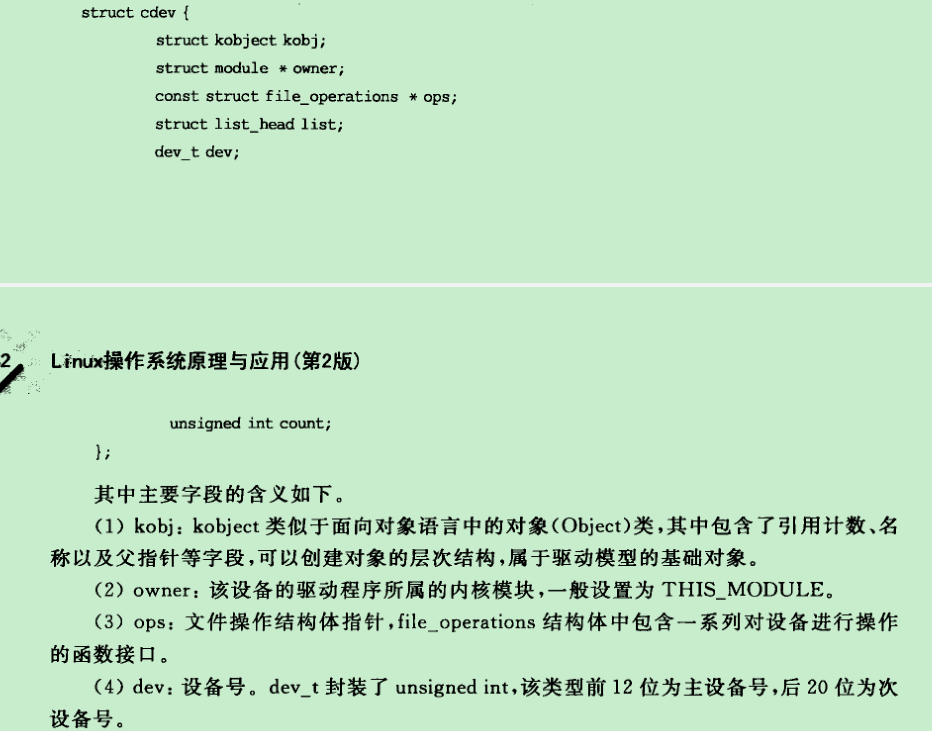 struct cdev {
struct kobject kobj;
struct module * owner;
const struct file_operations * ops;
struct list_head list;
dev_t dev;
2
Linux操作系统原理与应用(第2版)
unsigned int count;
};
其中主要字段的含义如下。
(1) kobj: kobject 类似于面向对象语言中的对象(Object)类,其中包含了引用计数、名
称以及父指针等字段,可以创建对象的层次结构,属于驱动模型的基础对象。
(2) owner: 该设备的驱动程序所属的内核模块,一般设置为 THIS_MODULE。
(3) ops: 文件操作结构体指针,file_operations 结构体中包含一系列对设备进行操作
的函数接口。
(4) dev: 设备号。dev_t 封装了 unsigned int,该类型前 12 位为主设备号,后 20 位为次
设备号。